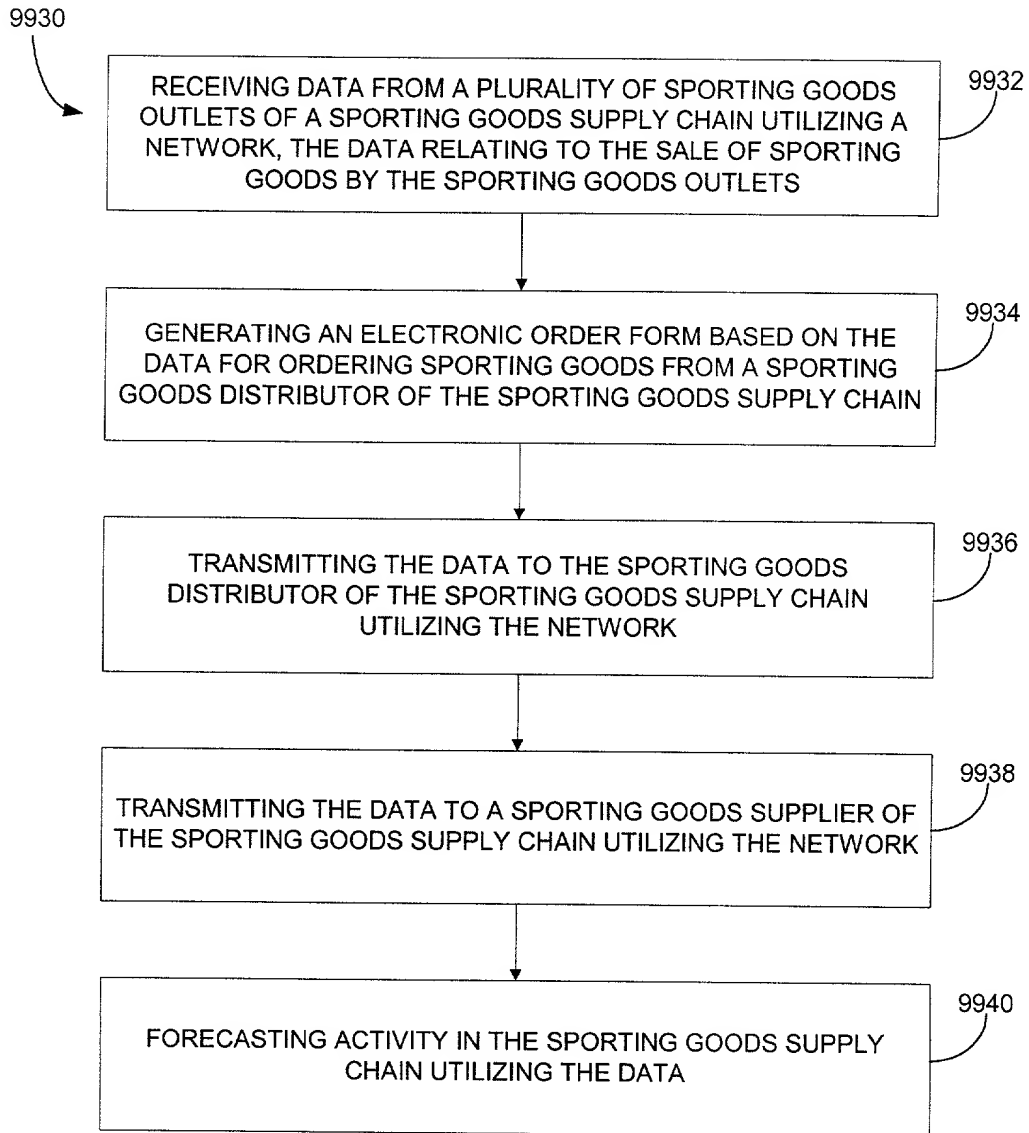 9930
RECEIVING DATA FROM A PLURALITY OF SPORTING GOODS
OUTLETS OF A SPORTING GOODS SUPPLY CHAIN UTILIZING A
NETWORK, THE DATA RELATING TO THE SALE OF SPORTING
GOODS BY THE SPORTING GOODS OUTLETS
9932
GENERATING AN ELECTRONIC ORDER FORM BASED ON THE
DATA FOR ORDERING SPORTING GOODS FROM A SPORTING
GOODS DISTRIBUTOR OF THE SPORTING GOODS SUPPLY CHAIN
9934
TRANSMITTING THE DATA TO THE SPORTING GOODS
DISTRIBUTOR OF THE SPORTING GOODS SUPPLY CHAIN
UTILIZING THE NETWORK
9936
TRANSMITTING THE DATA TO A SPORTING GOODS SUPPLIER OF
THE SPORTING GOODS SUPPLY CHAIN UTILIZING THE NETWORK
9938
FORECASTING ACTIVITY IN THE SPORTING GOODS SUPPLY
CHAIN UTILIZING THE DATA
9940